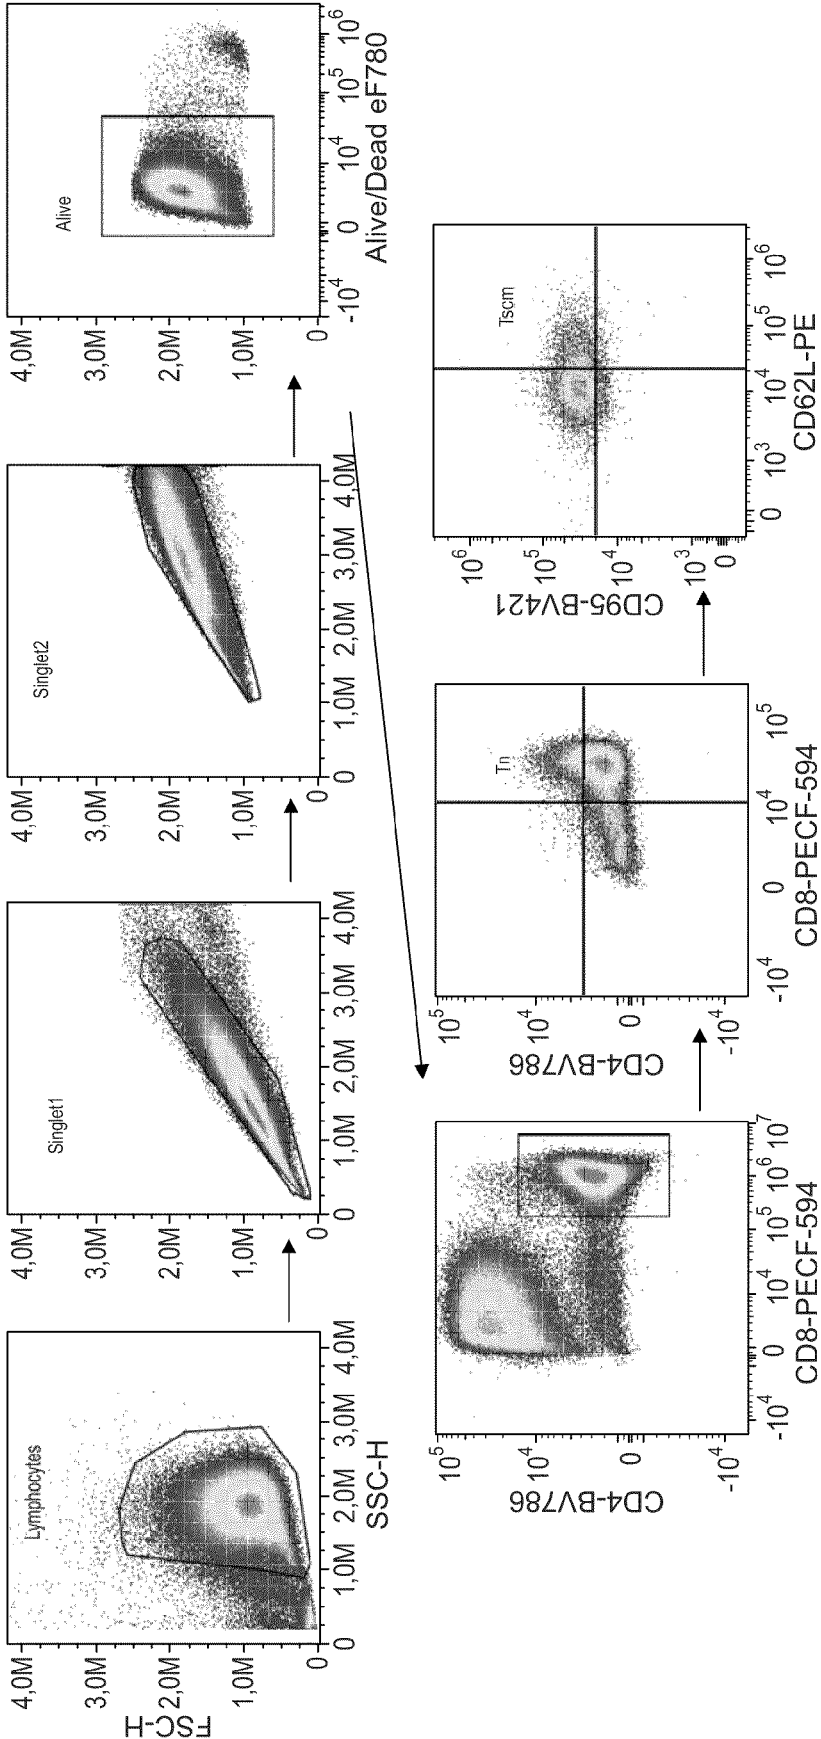 Lymphocytes
FSC-H
4,0M
3,0M
2,0M
1,0M
0
0 1,0M 2,0M 3,0M 4,0M
SSC-H
Singlet1
4,0M
3,0M
2,0M
1,0M
0
0 1,0M 2,0M 3,0M 4,0M
Singlet2
4,0M
3,0M
2,0M
1,0M
0
0 1,0M 2,0M 3,0M 4,0M
Alive
4,0M
3,0M
2,0M
1,0M
0
-10⁴ 0 10⁴ 10⁵ 10⁶
Alive/Dead eF780
CD4-BV786
10⁵
10⁴
0
-10⁴
-10⁴ 0 10⁴ 10⁵ 10⁶ 10⁷
CD8-PECF-594
Tn
CD4-BV786
10⁵
10⁴
0
-10⁴
-10⁴ 0 10⁴ 10⁵
CD8-PECF-594
Tscm
CD95-BV421
10⁶
10⁵
10⁴
10³
0
0 10³ 10⁴ 10⁵ 10⁶
CD62L-PE